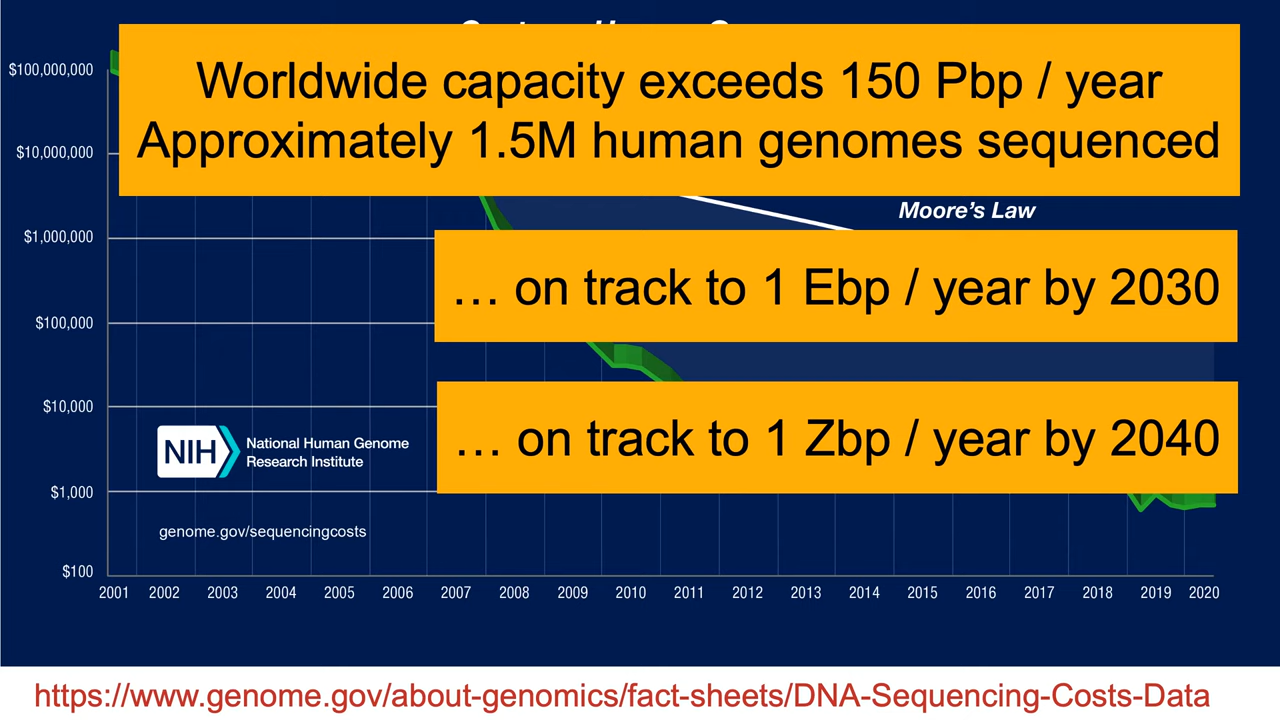 Worldwide capacity exceeds 150 Pbp / year
Approximately 1.5M human genomes sequenced
$100,000,000
$10,000,000
Moore's Law
$1,000,000
… on track to 1 Ebp / year by 2030
$100,000
$10,000
… on track to 1 Zbp / year by 2040
NIH
National Human Genome
Research Institute
$1,000
genome.gov/sequencingcosts
$100
2001 2002 2003 2004 2005 2006 2007 2008 2009 2010 2011 2012 2013 2014 2015 2016 2017 2018 2019 2020
https://www.genome.gov/about-genomics/fact-sheets/DNA-Sequencing-Costs-Data